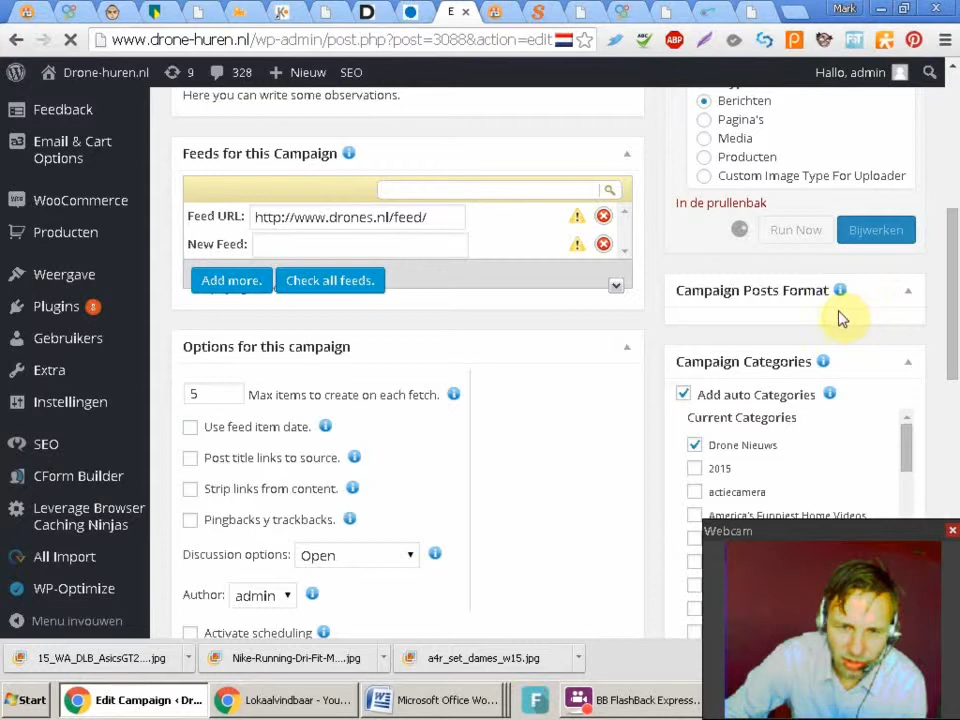 Mark
www.drone-huren.nl/wp-admin/post.php?post=3088&action=edit
Drone-huren.nl 9 328 Nieuw SEO Hallo, admin
Feedback
Email & Cart
Options
WooCommerce
Producten
Weergave
Plugins 8
Gebruikers
Extra
Instellingen
SEO
CForm Builder
Leverage Browser
Caching Ninjas
All Import
WP-Optimize
Menu invouwen
Here you can write some observations.
Feeds for this Campaign
Feed URL: http://www.drones.nl/feed/
New Feed:
Add more. Check all feeds.
Options for this campaign
5 Max items to create on each fetch.
Use feed item date.
Post title links to source.
Strip links from content.
Pingbacks y trackbacks.
Discussion options: Open
Author: admin
Activate scheduling
Berichten
Pagina's
Media
Producten
Custom Image Type For Uploader
In de prullenbak
Run Now Bijwerken
Campaign Posts Format
Campaign Categories
Add auto Categories
Current Categories
Drone Nieuws
2015
actiecamera
America's Funniest Home Videos
Webcam
15_WA_DLB_AsicsGT2....jpg Nike-Running-Dri-Fit-M....jpg a4r_set_dames_w15.jpg
Start Edit Campaign ‹ Dr... Lokaalvindbaar - You... Microsoft Office Wo... F BB FlashBack Express...